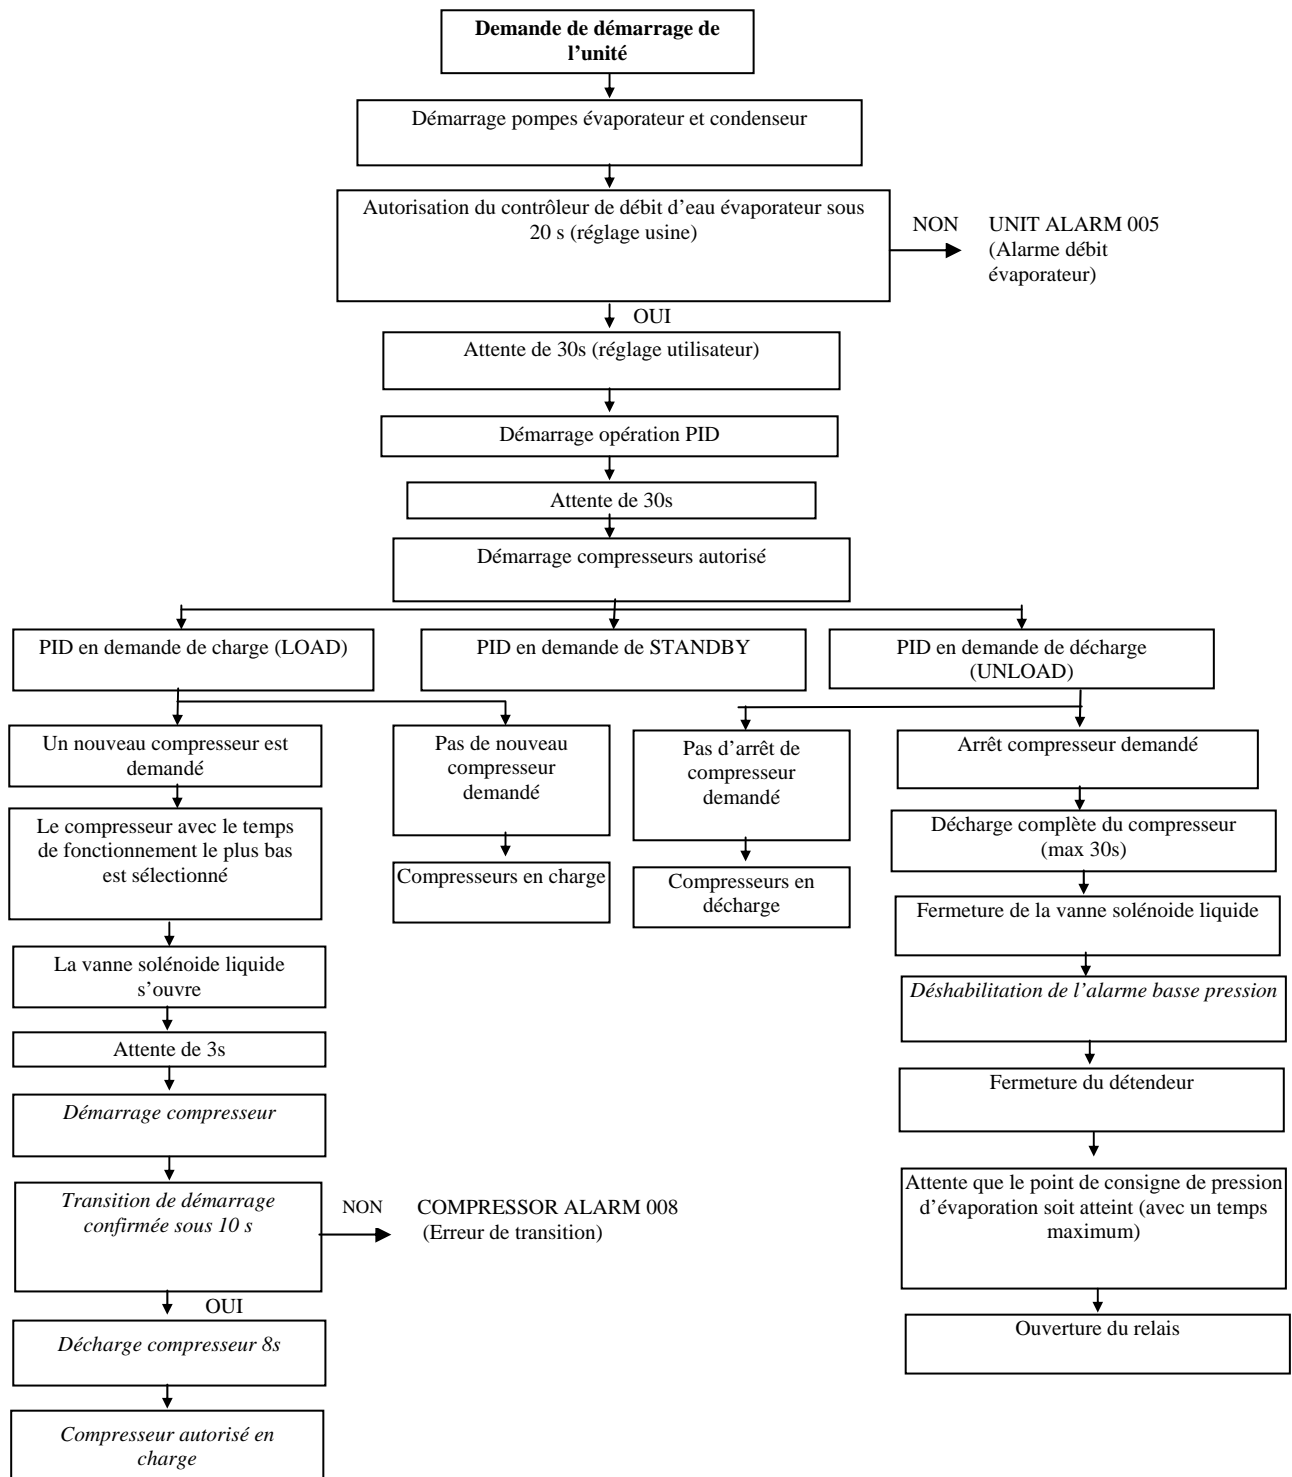 Demande de démarrage de
l’unité
Démarrage pompes évaporateur et condenseur
Autorisation du contrôleur de débit d’eau évaporateur sous
20 s (réglage usine)
NON
UNIT ALARM 005
(Alarme débit
évaporateur)
OUI
Attente de 30s (réglage utilisateur)
Démarrage opération PID
Attente de 30s
Démarrage compresseurs autorisé
PID en demande de charge (LOAD)
PID en demande de STANDBY
PID en demande de décharge
(UNLOAD)
Un nouveau compresseur est
demandé
Pas de nouveau
compresseur
demandé
Pas d’arrêt de
compresseur
demandé
Arrêt compresseur demandé
Le compresseur avec le temps
de fonctionnement le plus bas
est sélectionné
Compresseurs en charge
Compresseurs en
décharge
Décharge complète du compresseur
(max 30s)
Fermeture de la vanne solénoide liquide
La vanne solénoide liquide
s’ouvre
Déshabilitation de l’alarme basse pression
Attente de 3s
Fermeture du détendeur
Démarrage compresseur
Transition de démarrage
confirmée sous 10 s
NON
COMPRESSOR ALARM 008
(Erreur de transition)
Attente que le point de consigne de pression
d’évaporation soit atteint (avec un temps
maximum)
OUI
Ouverture du relais
Décharge compresseur 8s
Compresseur autorisé en
charge